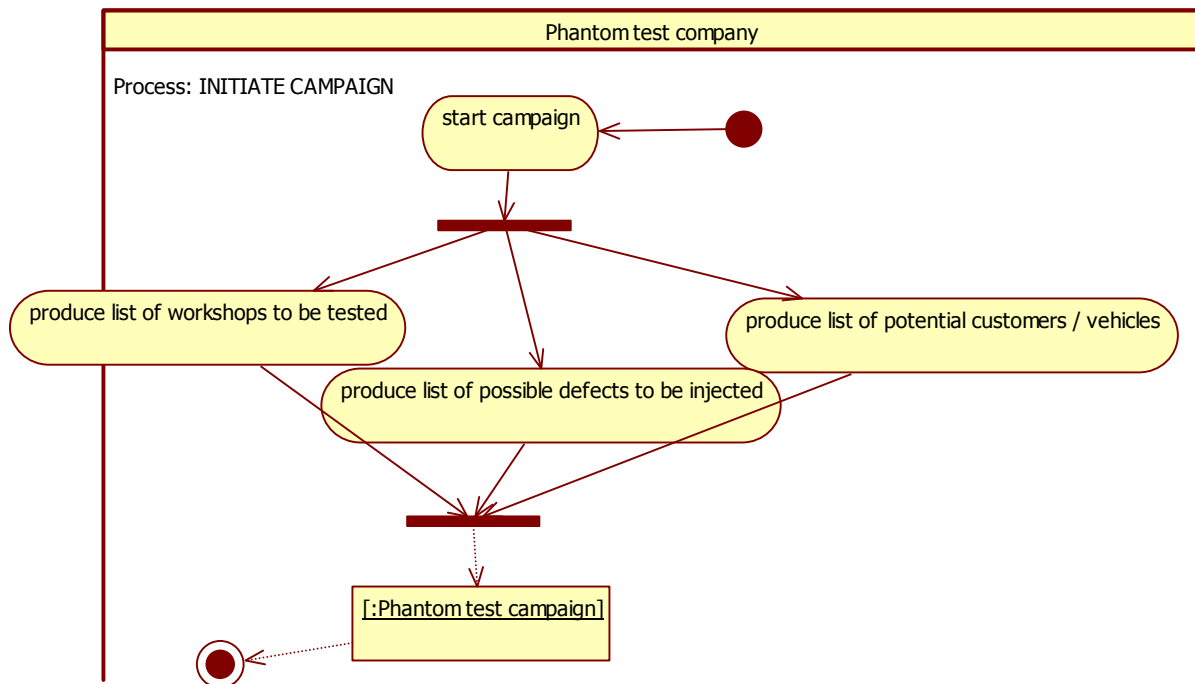 Phantom test company
Process: INITIATE CAMPAIGN
start campaign
produce list of workshops to be tested
produce list of potential customers / vehicles
produce list of possible defects to be injected
[:Phantom test campaign]